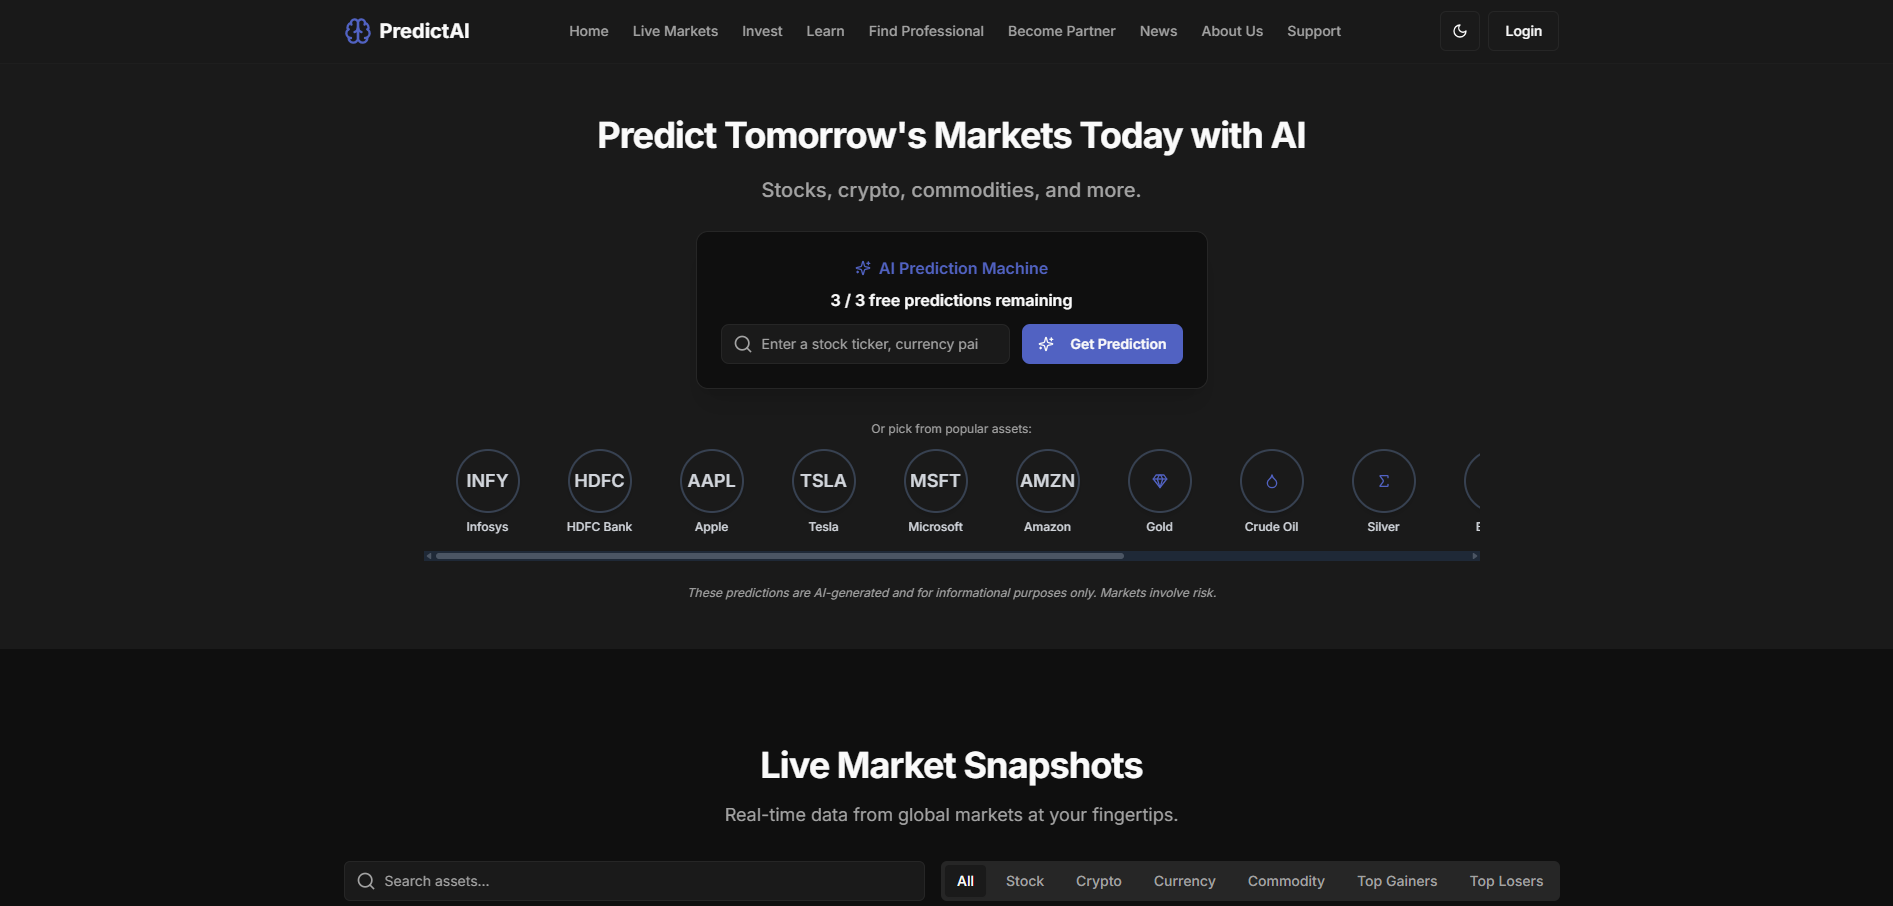 PredictAI
Home Live Markets Invest Learn Find Professional Become Partner News About Us Support
Login
Predict Tomorrow's Markets Today with AI
Stocks, crypto, commodities, and more.
AI Prediction Machine
3 / 3 free predictions remaining
Enter a stock ticker, currency pai
Get Prediction
Or pick from popular assets:
INFY HDFC AAPL TSLA MSFT AMZN Σ
Infosys HDFC Bank Apple Tesla Microsoft Amazon Gold Crude Oil Silver
These predictions are AI-generated and for informational purposes only. Markets involve risk.
Live Market Snapshots
Real-time data from global markets at your fingertips.
Search assets...
All Stock Crypto Currency Commodity Top Gainers Top Losers